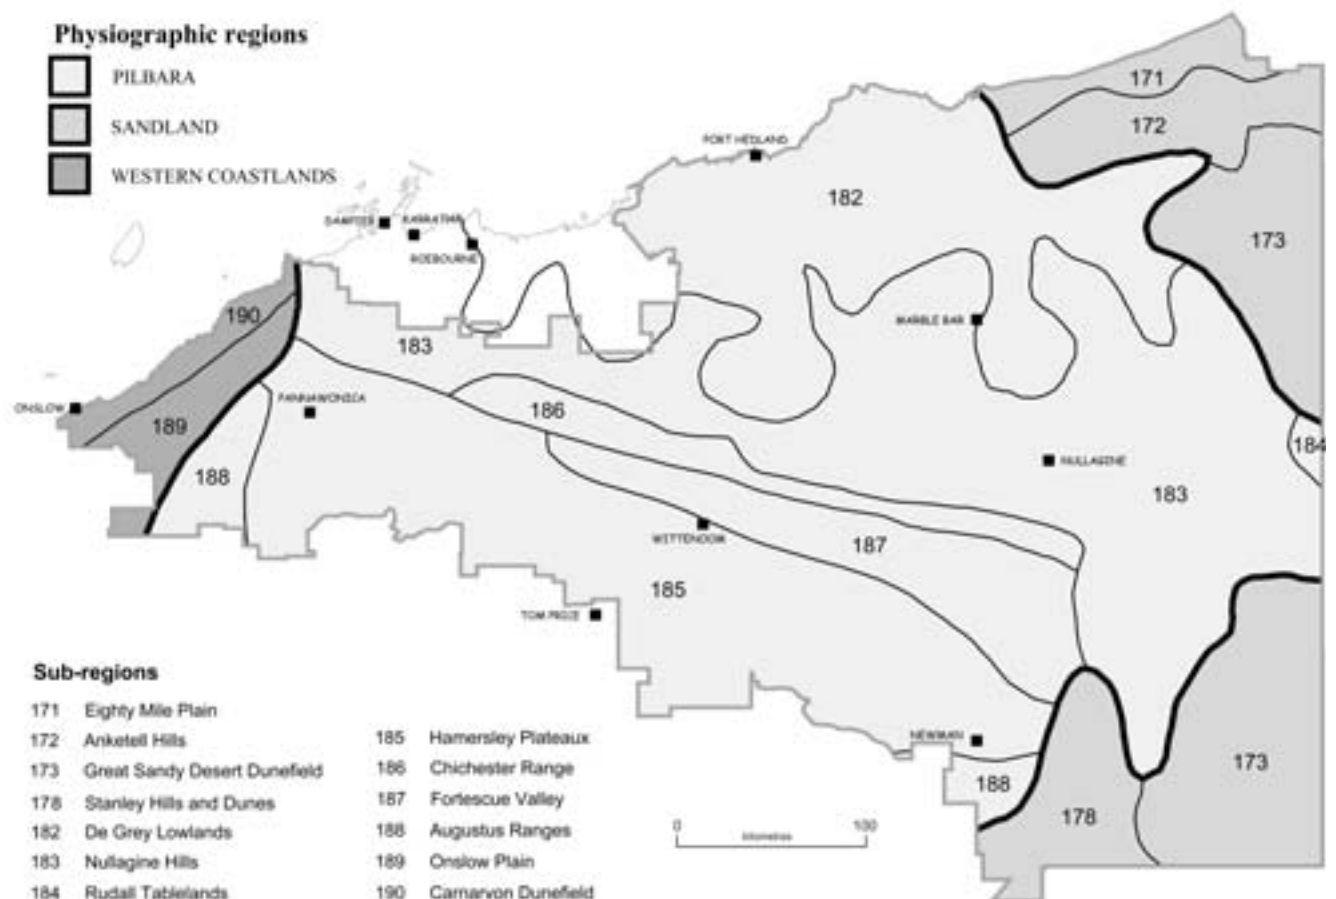 Physiographic regions
PILBARA
SANDLAND
WESTERN COASTLANDS
171
172
PORT HEDLAND
182
DAMPIER
KARRATHA
ROEBOURNE
173
190
MARBLE BAR
183
PANNAWONICA
ONSLOW
186
189
184
NULLAGINE
188
183
WITTENOOM
187
185
TOM PRICE
NEWMAN
173
188
178
0 100
kilometres
Sub-regions
171 Eighty Mile Plain
172 Anketell Hills
173 Great Sandy Desert Dunefield
178 Stanley Hills and Dunes
182 De Grey Lowlands
183 Nullagine Hills
184 Rudall Tablelands
185 Hamersley Plateaux
186 Chichester Range
187 Fortescue Valley
188 Augustus Ranges
189 Onslow Plain
190 Carnarvon Dunefield